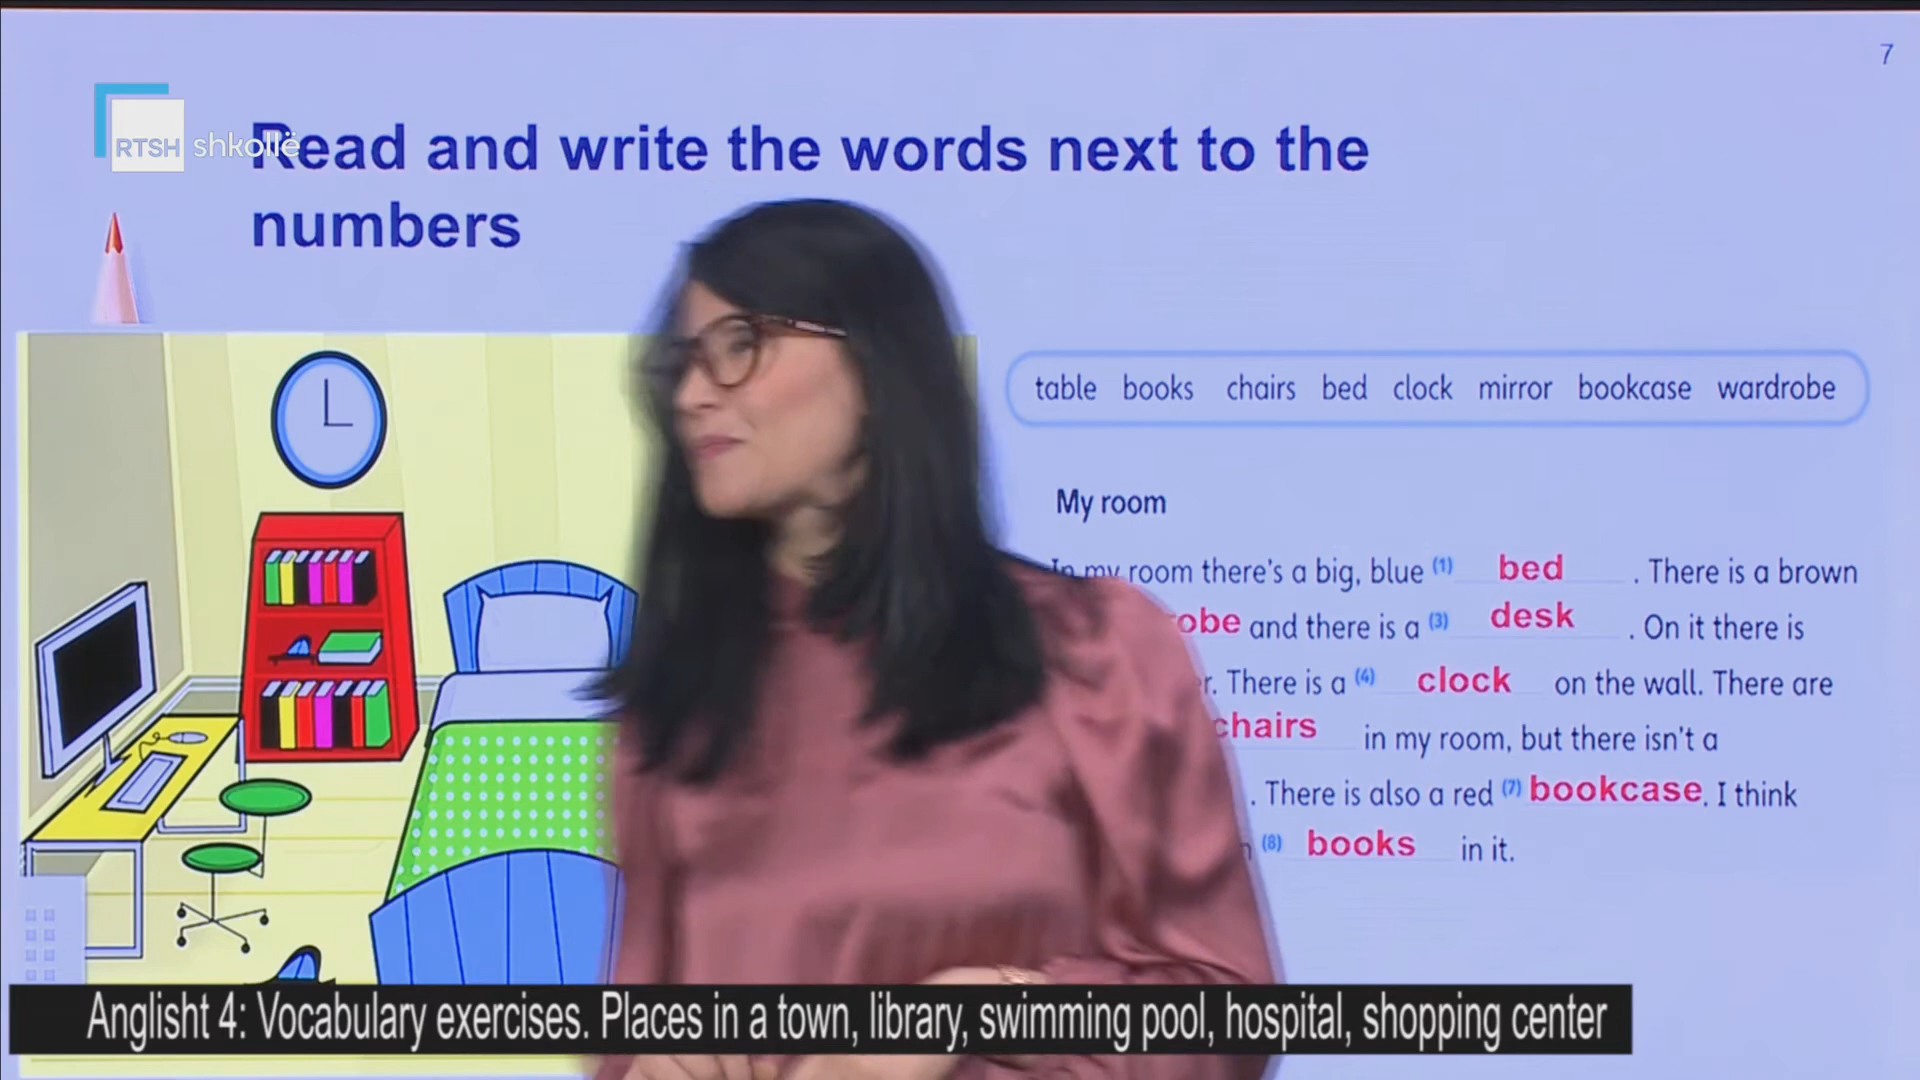 7
RTSH shkollë
Read and write the words next to the
numbers
table books chairs bed clock mirror bookcase wardrobe
My room
In my room there's a big, blue (1) bed . There is a brown
and there is a (3) desk . On it there is
There is a (4) clock on the wall. There are
chairs in my room, but there isn't a
. There is also a red (7) bookcase. I think
(8) books in it.
Anglisht 4: Vocabulary exercises. Places in a town, library, swimming pool, hospital, shopping center